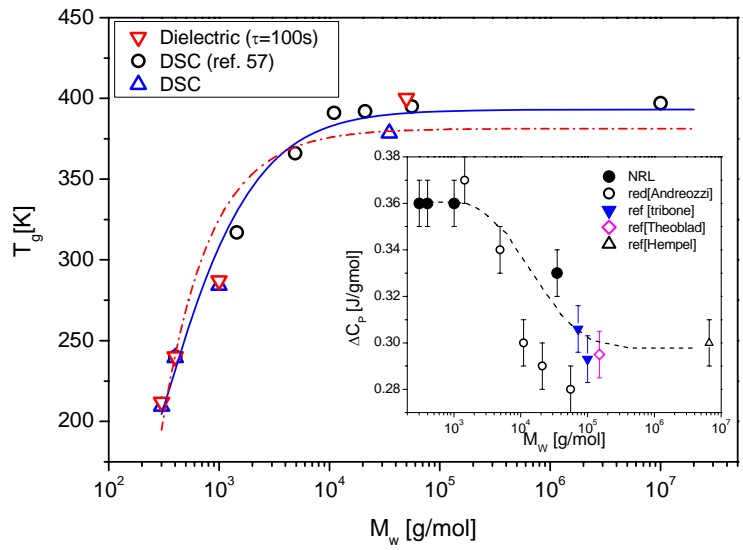 Dielectric (τ=100s)
DSC (ref. 57)
DSC
T_g[K]
400
350
300
250
200
10^2
10^3
10^4
10^5
10^6
10^7
M_w [g/mol]
NRL
red[Andreozzi]
ref [tribone]
ref[Theoblad]
ref[Hempel]
ΔC_P [J/gmol]
0.38
0.36
0.34
0.32
0.30
0.28
10^3
10^4
10^5
10^6
10^7
M_W [g/mol]